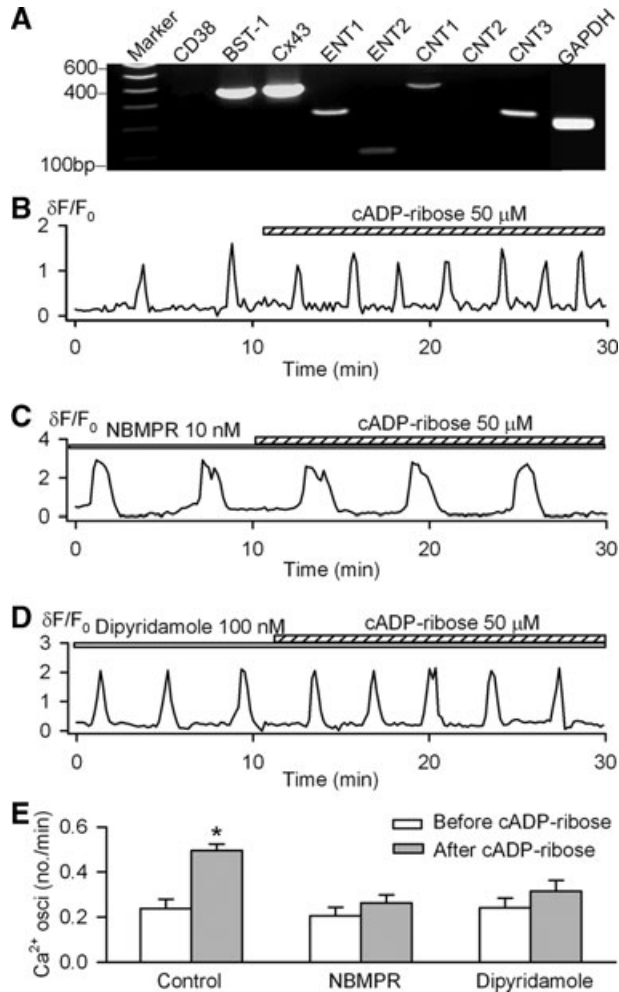 A
Marker CD38 BST-1 Cx43 ENT1 ENT2 CNT1 CNT2 CNT3 GAPDH
600
400
100bp
B
δF/F0
cADP-ribose 50 μM
2
1
0
0 10 20 30
Time (min)
C
δF/F0
NBMPR 10 nM cADP-ribose 50 μM
4
2
0
0 10 20 30
Time (min)
D
δF/F0
Dipyridamole 100 nM cADP-ribose 50 μM
3
2
1
0
0 10 20 30
Time (min)
E
Ca2+ osci (no./min)
0.6
0.4
0.2
0.0
*
Before cADP-ribose
After cADP-ribose
Control NBMPR Dipyridamole